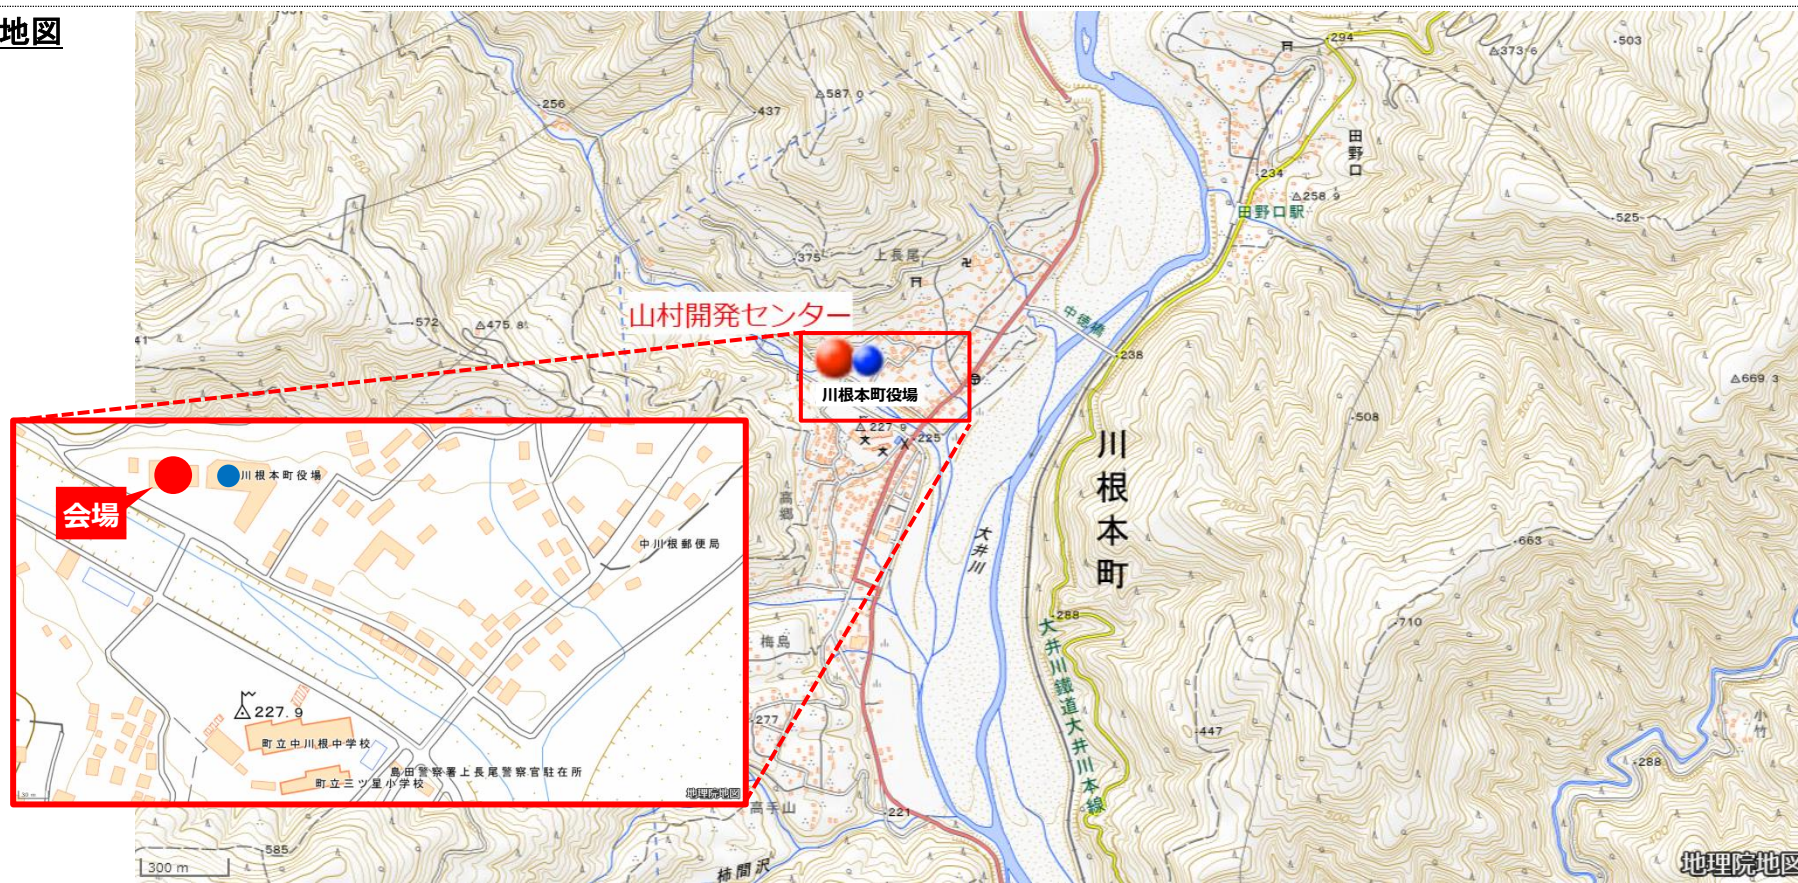 地図
294
373.6
503
256
587.0
437
田野口
234
258.9
田野口駅
525
375
上長尾
中徳橋
572
475.8
41
山村開発センター
238
300
川根本町役場
669.3
508
227.9
225
川根本町
高郷
大井川
663
288
710
梅島
大井川鐵道大井川本線
277
447
小竹
288
高手山
221
585
柿間沢
300 m
地理院地図
川根本町役場
会場
中川根郵便局
227.9
町立中川根中学校
島田警察署上長尾警察官駐在所
町立三ツ星小学校
地理院地図